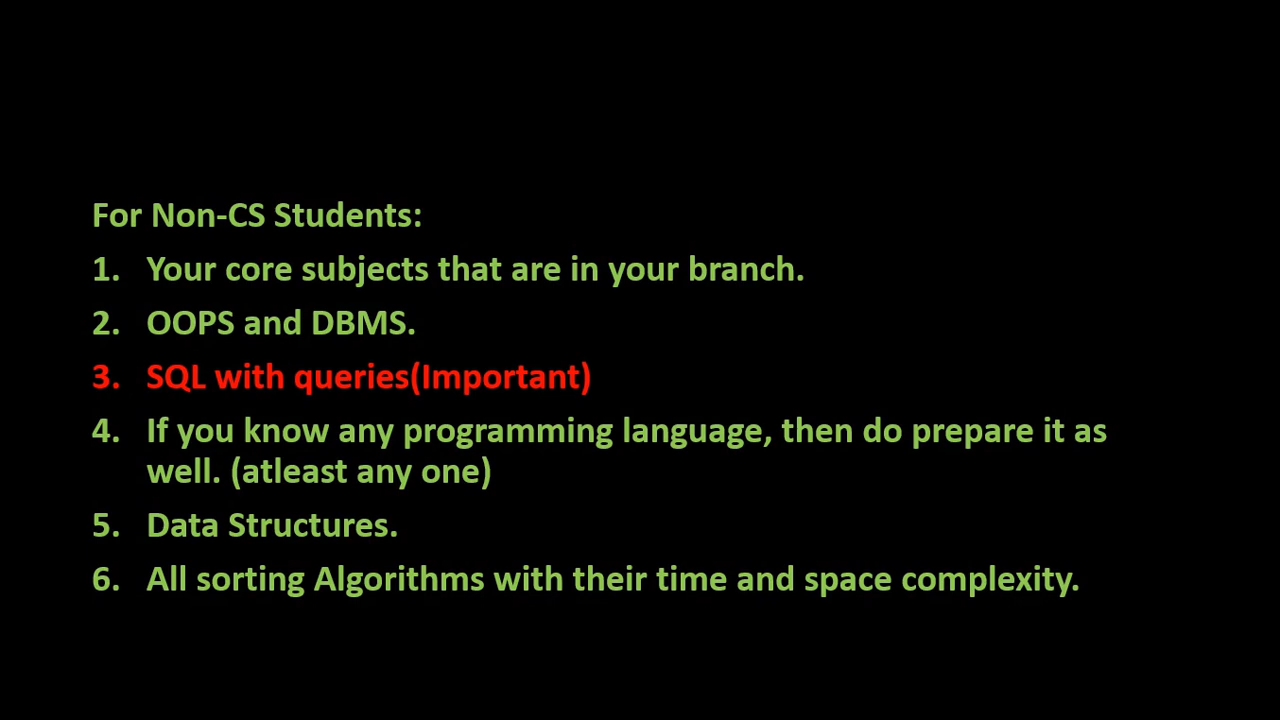 For Non-CS Students:
1. Your core subjects that are in your branch.
2. OOPS and DBMS.
3. SQL with queries(Important)
4. If you know any programming language, then do prepare it as
well. (atleast any one)
5. Data Structures.
6. All sorting Algorithms with their time and space complexity.